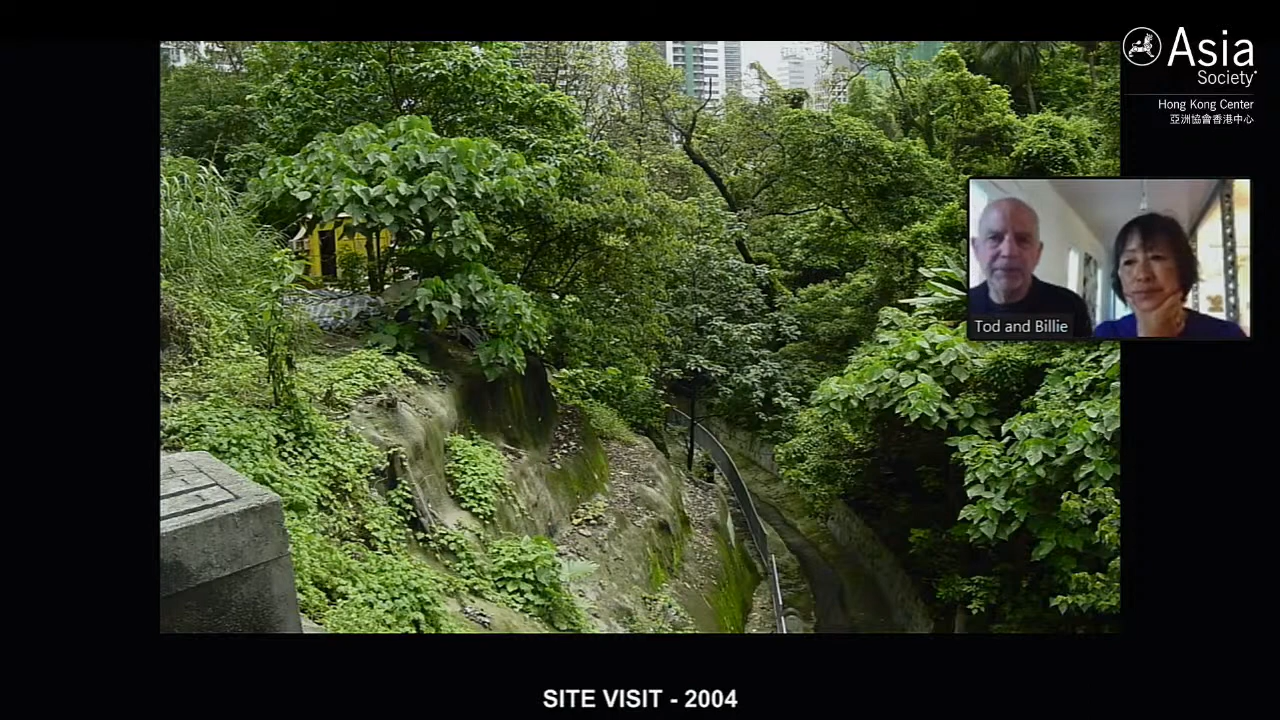 Asia
Society
Hong Kong Center
亞洲協會香港中心
Tod and Billie
SITE VISIT - 2004